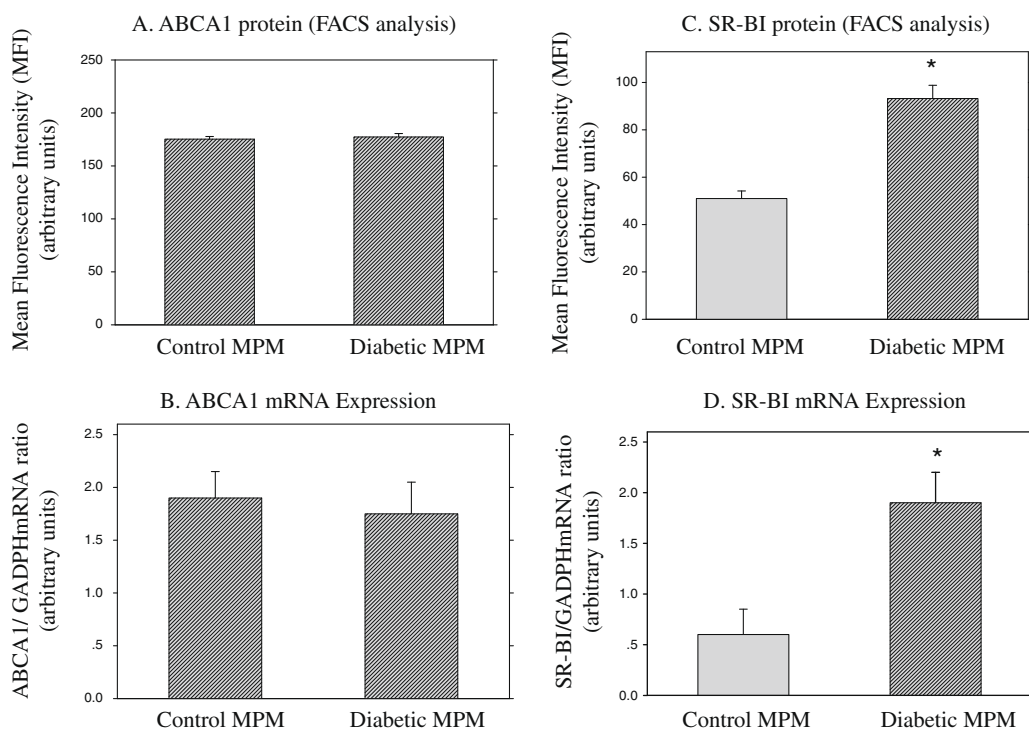 A. ABCA1 protein (FACS analysis)
Mean Fluorescence Intensity (MFI)
(arbitrary units)
250
200
150
100
50
0
Control MPM
Diabetic MPM
C. SR-BI protein (FACS analysis)
Mean Fluorescence Intensity (MFI)
(arbitrary units)
100
80
60
40
20
0
*
Control MPM
Diabetic MPM
B. ABCA1 mRNA Expression
ABCA1/ GADPHmRNA ratio
(arbitrary units)
2.5
2.0
1.5
1.0
.5
0.0
Control MPM
Diabetic MPM
D. SR-BI mRNA Expression
SR-BI/GADPHmRNA ratio
(arbitrary units)
2.5
2.0
1.5
1.0
.5
0.0
*
Control MPM
Diabetic MPM